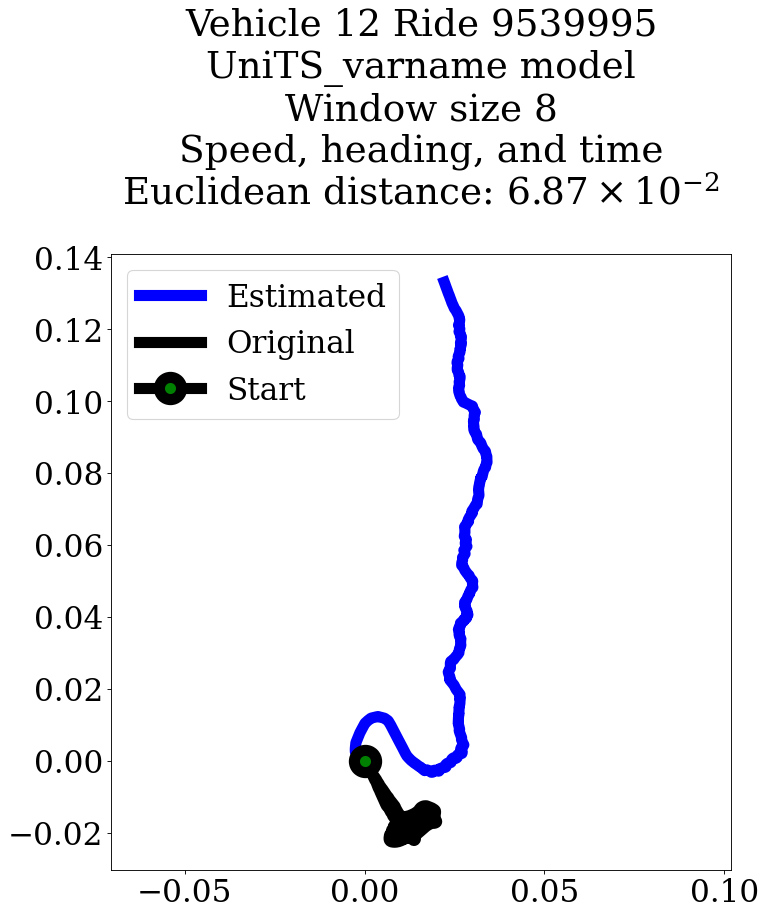 Vehicle 12 Ride 9539995
UniTS_varname model
Window size 8
Speed, heading, and time
Euclidean distance: 6.87 × 10⁻²
0.14
Estimated
0.12
Original
Start
0.10
0.08
0.06
0.04
0.02
0.00
−0.02
−0.05 0.00 0.05 0.10